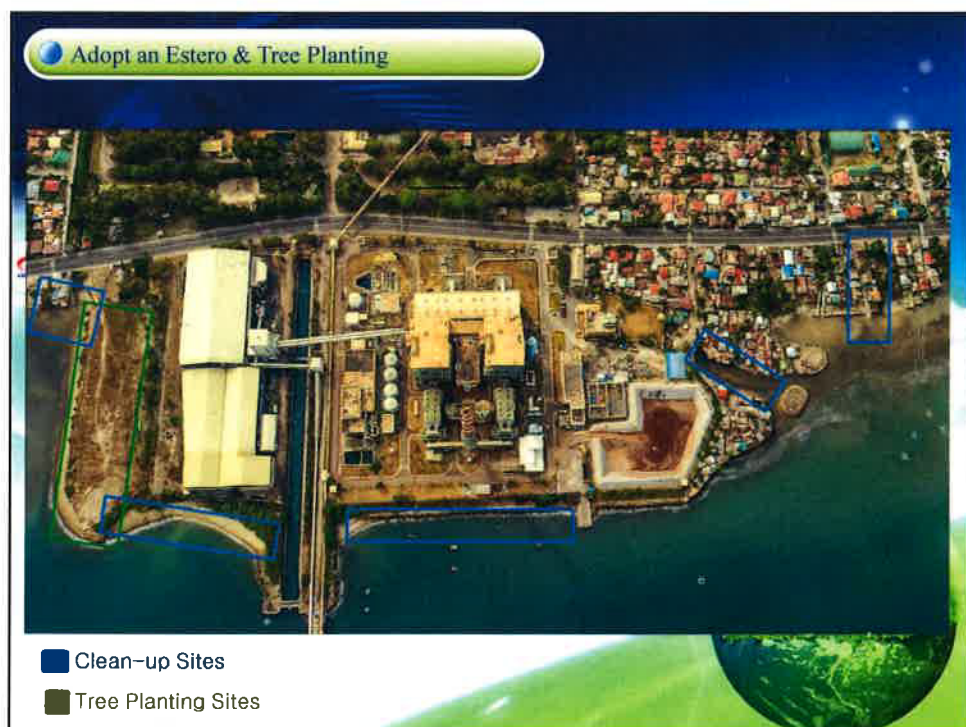 Adopt an Estero & Tree Planting
Clean-up Sites
Tree Planting Sites